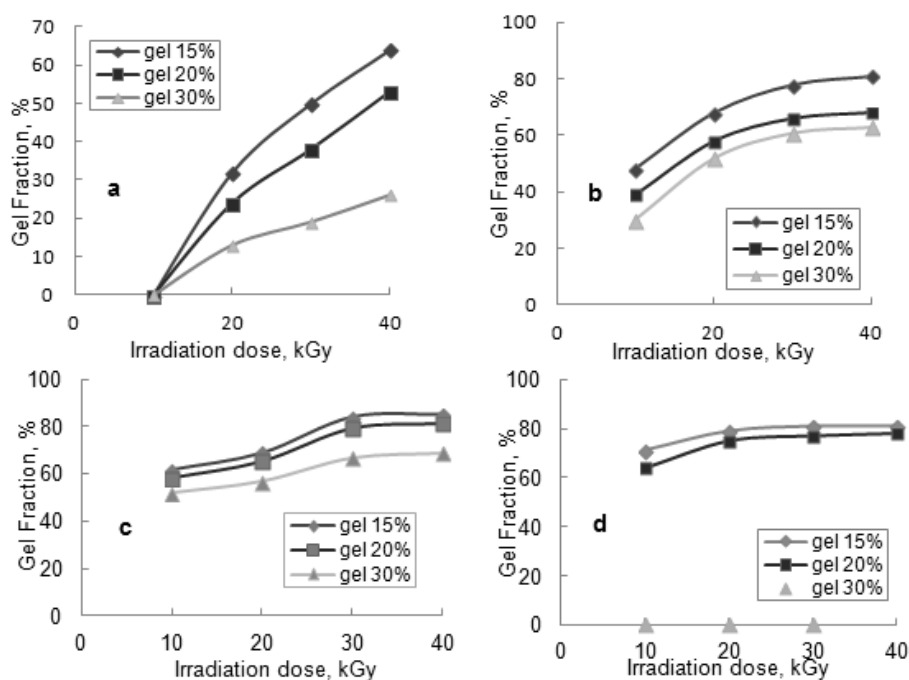 70
60
50
40
30
20
10
0
Gel Fraction, %
gel 15%
gel 20%
gel 30%
a
0
20
40
Irradiation dose, kGy
100
80
60
40
20
0
Gel Fraction, %
b
gel 15%
gel 20%
gel 30%
0
20
40
Irradiation dose, kGy
100
80
60
40
20
0
Gel Fraction, %
c
gel 15%
gel 20%
gel 30%
0 10 20 30 40
Irradiation dose, kGy
100
80
60
40
20
0
Gel Fraction, %
d
gel 15%
gel 20%
gel 30%
0 10 20 30 40
Irradiation dose, kGy